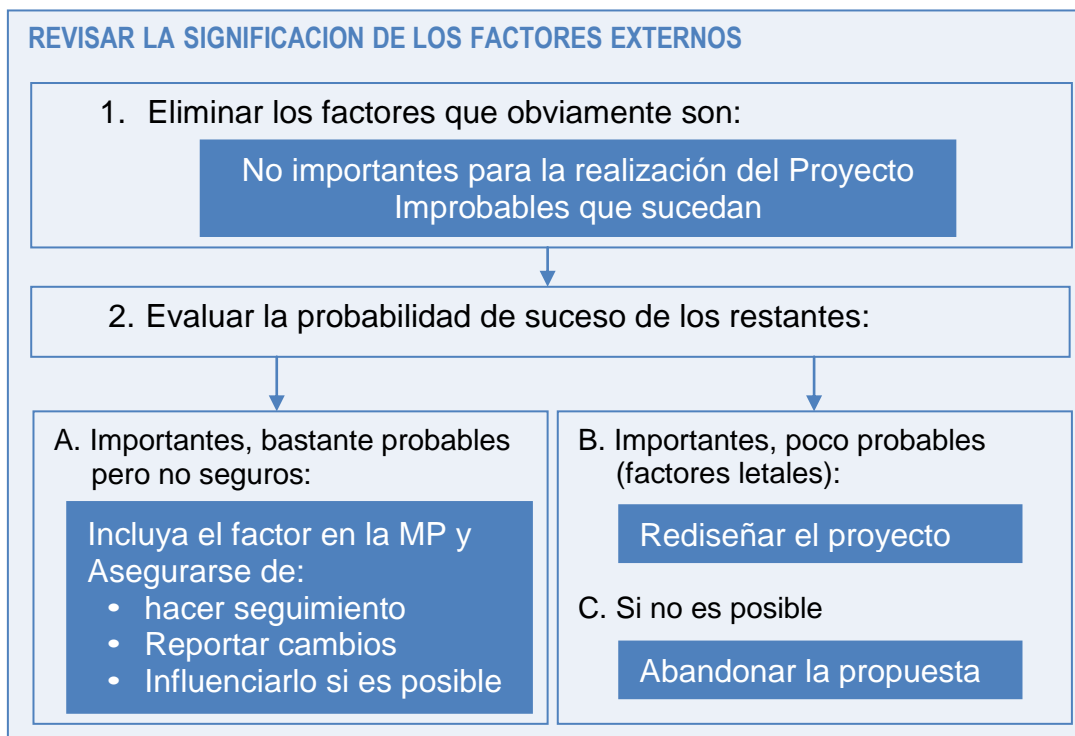 REVISAR LA SIGNIFICACION DE LOS FACTORES EXTERNOS
1. Eliminar los factores que obviamente son:
No importantes para la realización del Proyecto
Improbables que sucedan
2. Evaluar la probabilidad de suceso de los restantes:
A. Importantes, bastante probables
pero no seguros:
Incluya el factor en la MP y
Asegurarse de:
• hacer seguimiento
• Reportar cambios
• Influenciarlo si es posible
B. Importantes, poco probables
(factores letales):
Rediseñar el proyecto
C. Si no es posible
Abandonar la propuesta